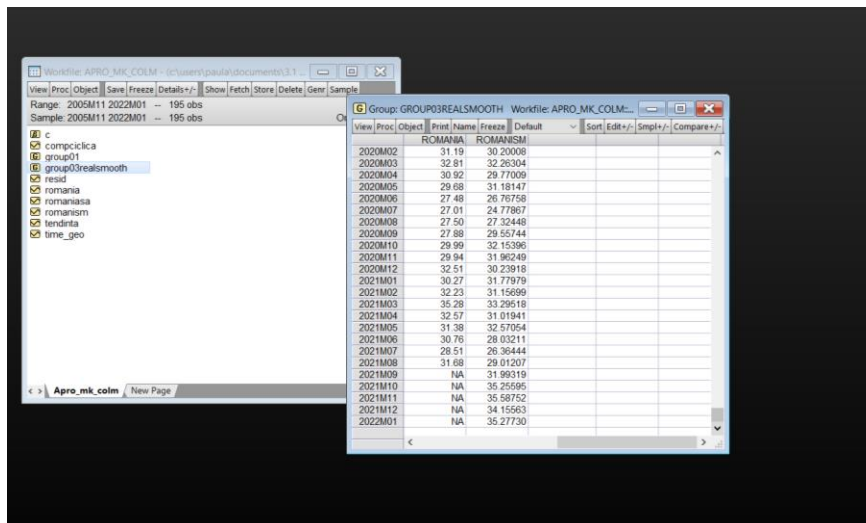 Workfile: APRO_MK_COLM - (c:\users\paula\documents\3.1 ...
View Proc Object Save Freeze Details+/- Show Fetch Store Delete Genr Sample
Range: 2005M11 2022M01 -- 195 obs
Sample: 2005M11 2022M01 -- 195 obs Or
c
compciclica
group01
group03realsmooth
resid
romania
romaniasa
romanism
tendinta
time_geo
Apro_mk_colm New Page
Group: GROUP03REALSMOOTH Workfile: APRO_MK_COLM::...
View Proc Object Print Name Freeze Default Sort Edit+/- Smpl+/- Compare+/-
ROMANIA ROMANISM
2020M02 31.19 30.20008
2020M03 32.81 32.26304
2020M04 30.92 29.77009
2020M05 29.68 31.18147
2020M06 27.48 26.76758
2020M07 27.01 24.77867
2020M08 27.50 27.32448
2020M09 27.88 29.55744
2020M10 29.99 32.15396
2020M11 29.94 31.96249
2020M12 32.51 30.23918
2021M01 30.27 31.77979
2021M02 32.23 31.15699
2021M03 35.28 33.29518
2021M04 32.57 31.01941
2021M05 31.38 32.57054
2021M06 30.76 28.03211
2021M07 28.51 26.36444
2021M08 31.68 29.01207
2021M09 NA 31.99319
2021M10 NA 35.25595
2021M11 NA 35.58752
2021M12 NA 34.15563
2022M01 NA 35.27730